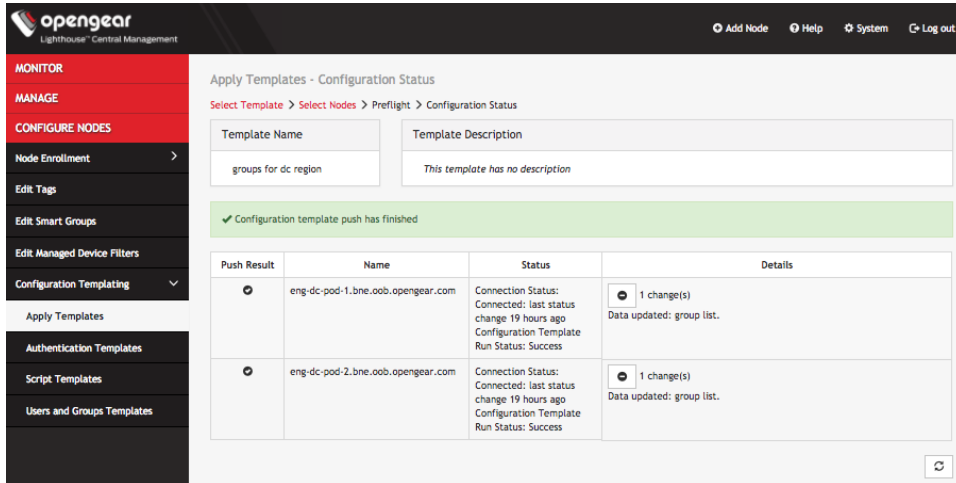 opengear
Lighthouse™ Central Management
Add Node
Help
System
Log out
MONITOR
MANAGE
CONFIGURE NODES
Node Enrollment
Edit Tags
Edit Smart Groups
Edit Managed Device Filters
Configuration Templating
Apply Templates
Authentication Templates
Script Templates
Users and Groups Templates
Apply Templates - Configuration Status
Select Template > Select Nodes > Preflight > Configuration Status
Template Name
groups for dc region
Template Description
This template has no description
Configuration template push has finished
Push Result Name Status Details
eng-dc-pod-1.bne.oob.opengear.com
Connection Status:
Connected: last status
change 19 hours ago
Configuration Template
Run Status: Success
1 change(s)
Data updated: group list.
eng-dc-pod-2.bne.oob.opengear.com
Connection Status:
Connected: last status
change 19 hours ago
Configuration Template
Run Status: Success
1 change(s)
Data updated: group list.